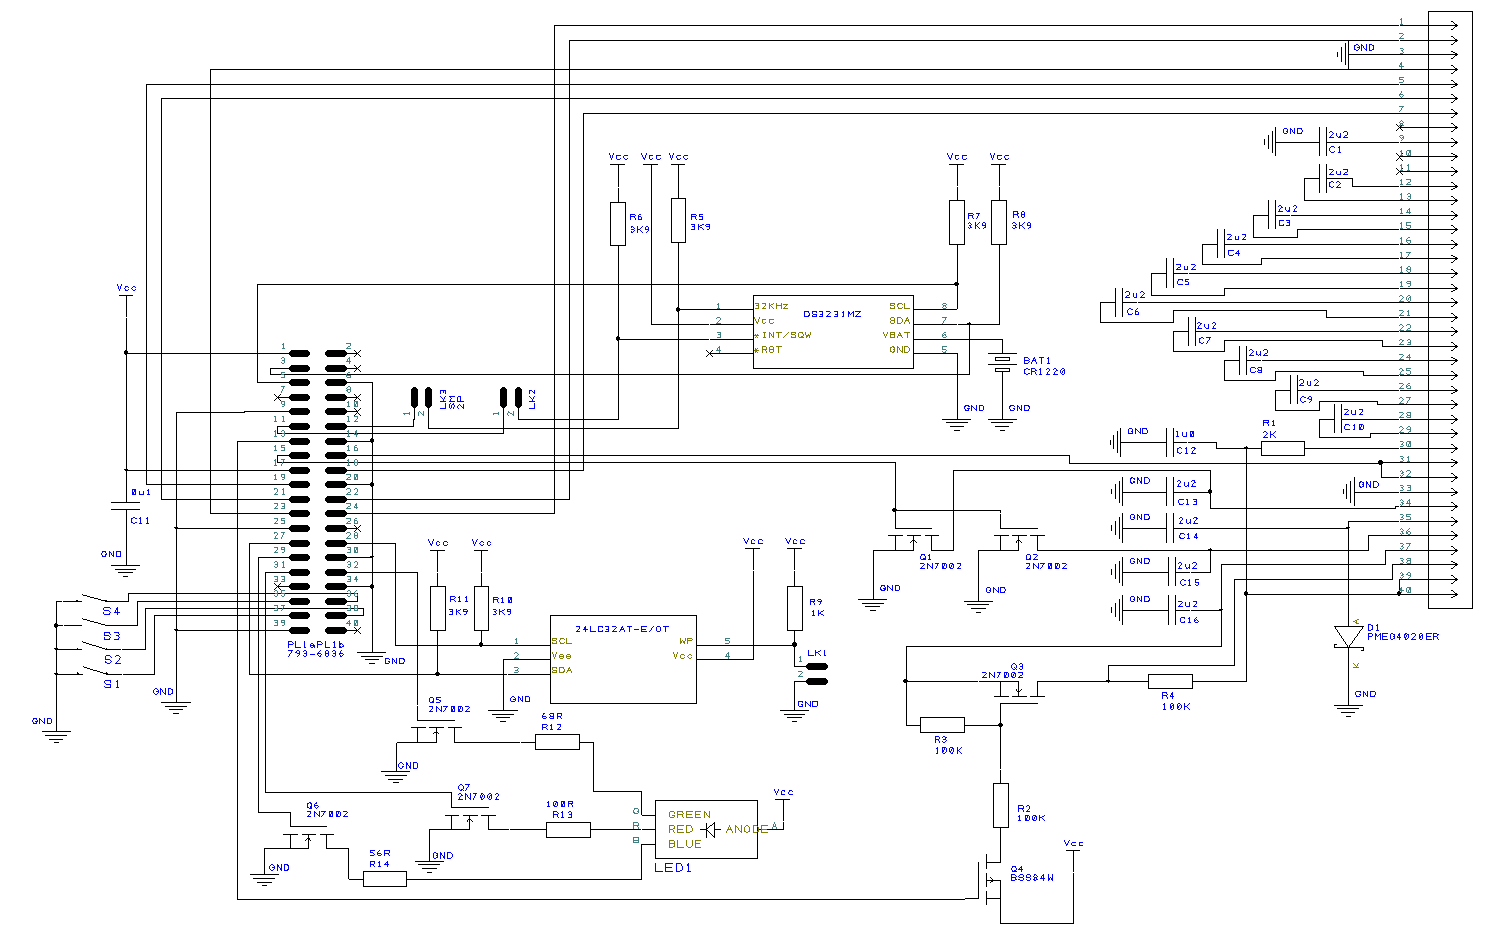 1
2
3
4
5
6
7
8
9
10
11
12
13
14
15
16
17
18
19
20
21
22
23
24
25
26
27
28
29
30
31
32
33
34
35
36
37
38
39
40
GND
GND
2u2
C1
2u2
C2
2u2
C3
2u2
C4
2u2
C5
2u2
C6
2u2
C7
2u2
C8
2u2
C9
2u2
C10
R1
2K
GND
1u0
C12
GND
GND
2u2
C13
GND
2u2
C14
GND
2u2
C15
GND
2u2
C16
D1
PMEG4020ER
A
K
GND
Vcc
Vcc
Vcc
R6
3K9
R5
3K9
Vcc
Vcc
R7
3K9
R8
3K9
DS3231MZ
1
2
3
4
32KHz
Vcc
*INT/SQW
*RST
SCL
SDA
VBAT
GND
8
7
6
5
BAT1
CR1220
GND
GND
Vcc
0u1
C11
GND
1
3
5
7
9
11
13
15
17
19
21
23
25
27
29
31
33
35
37
39
2
4
6
8
10
12
14
16
18
20
22
24
26
28
30
32
34
36
38
40
PL1a
PL1b
793-6836
GND
GND
LK3
SM
2P
1
2
LK2
1
2
S4
S3
S2
S1
GND
Vcc
Vcc
R11
3K9
R10
3K9
24LC32AT-E/OT
1
2
3
SCL
Vee
SDA
WP
Vcc
5
4
GND
Vcc
Vcc
R9
1K
LK1
1
2
GND
Q1
2N7002
GND
Q2
2N7002
GND
Q3
2N7002
R4
100K
R3
100K
R2
100K
Vcc
Q4
BSS84W
Q5
2N7002
GND
68R
R12
Q7
2N7002
GND
100R
R13
Q6
2N7002
GND
56R
R14
G
R
B
GREEN
RED
BLUE
ANODE
A
Vcc
LED1